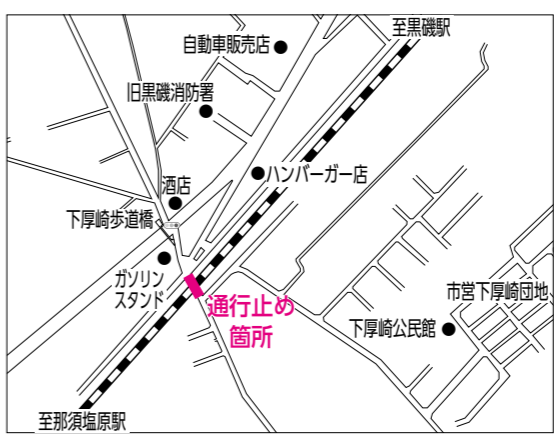 至黒磯駅
自動車販売店
旧黒磯消防署
ハンバーガー店
酒店
下厚崎歩道橋
ガソリン
スタンド
通行止め
箇所
市営下厚崎団地
下厚崎公民館
至那須塩原駅